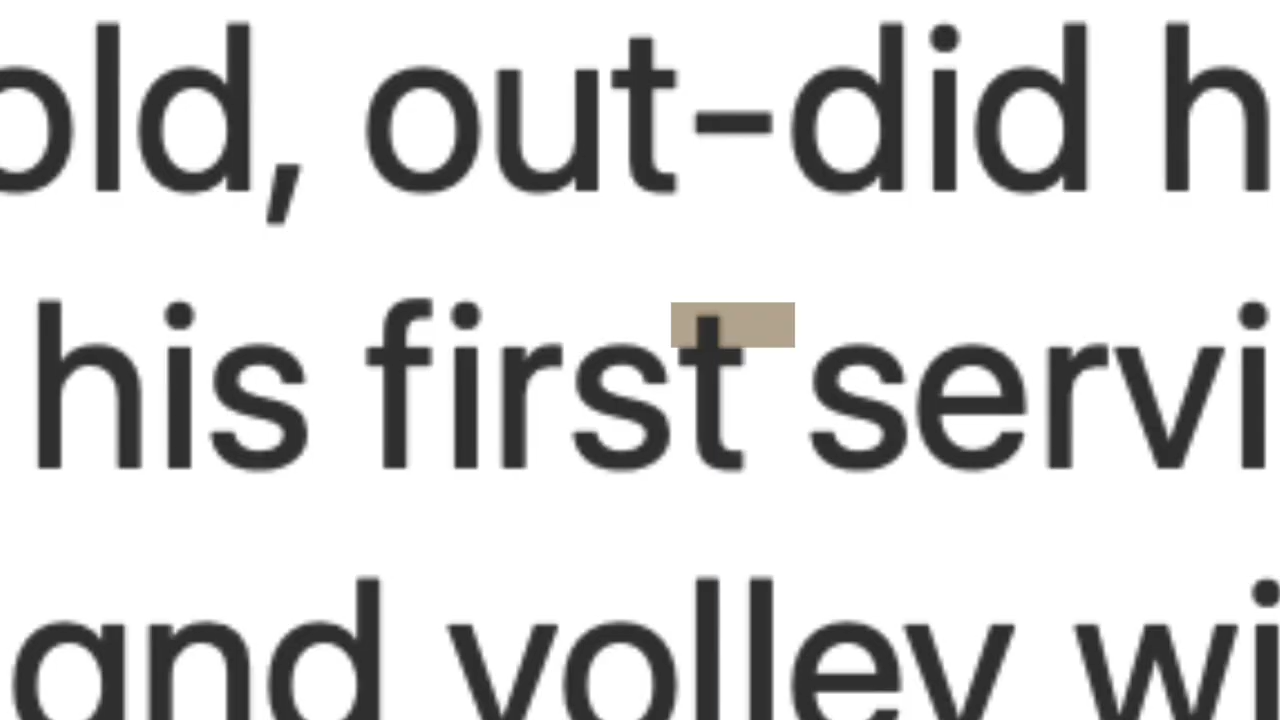 old, out-did h
his first servi
and volley wi